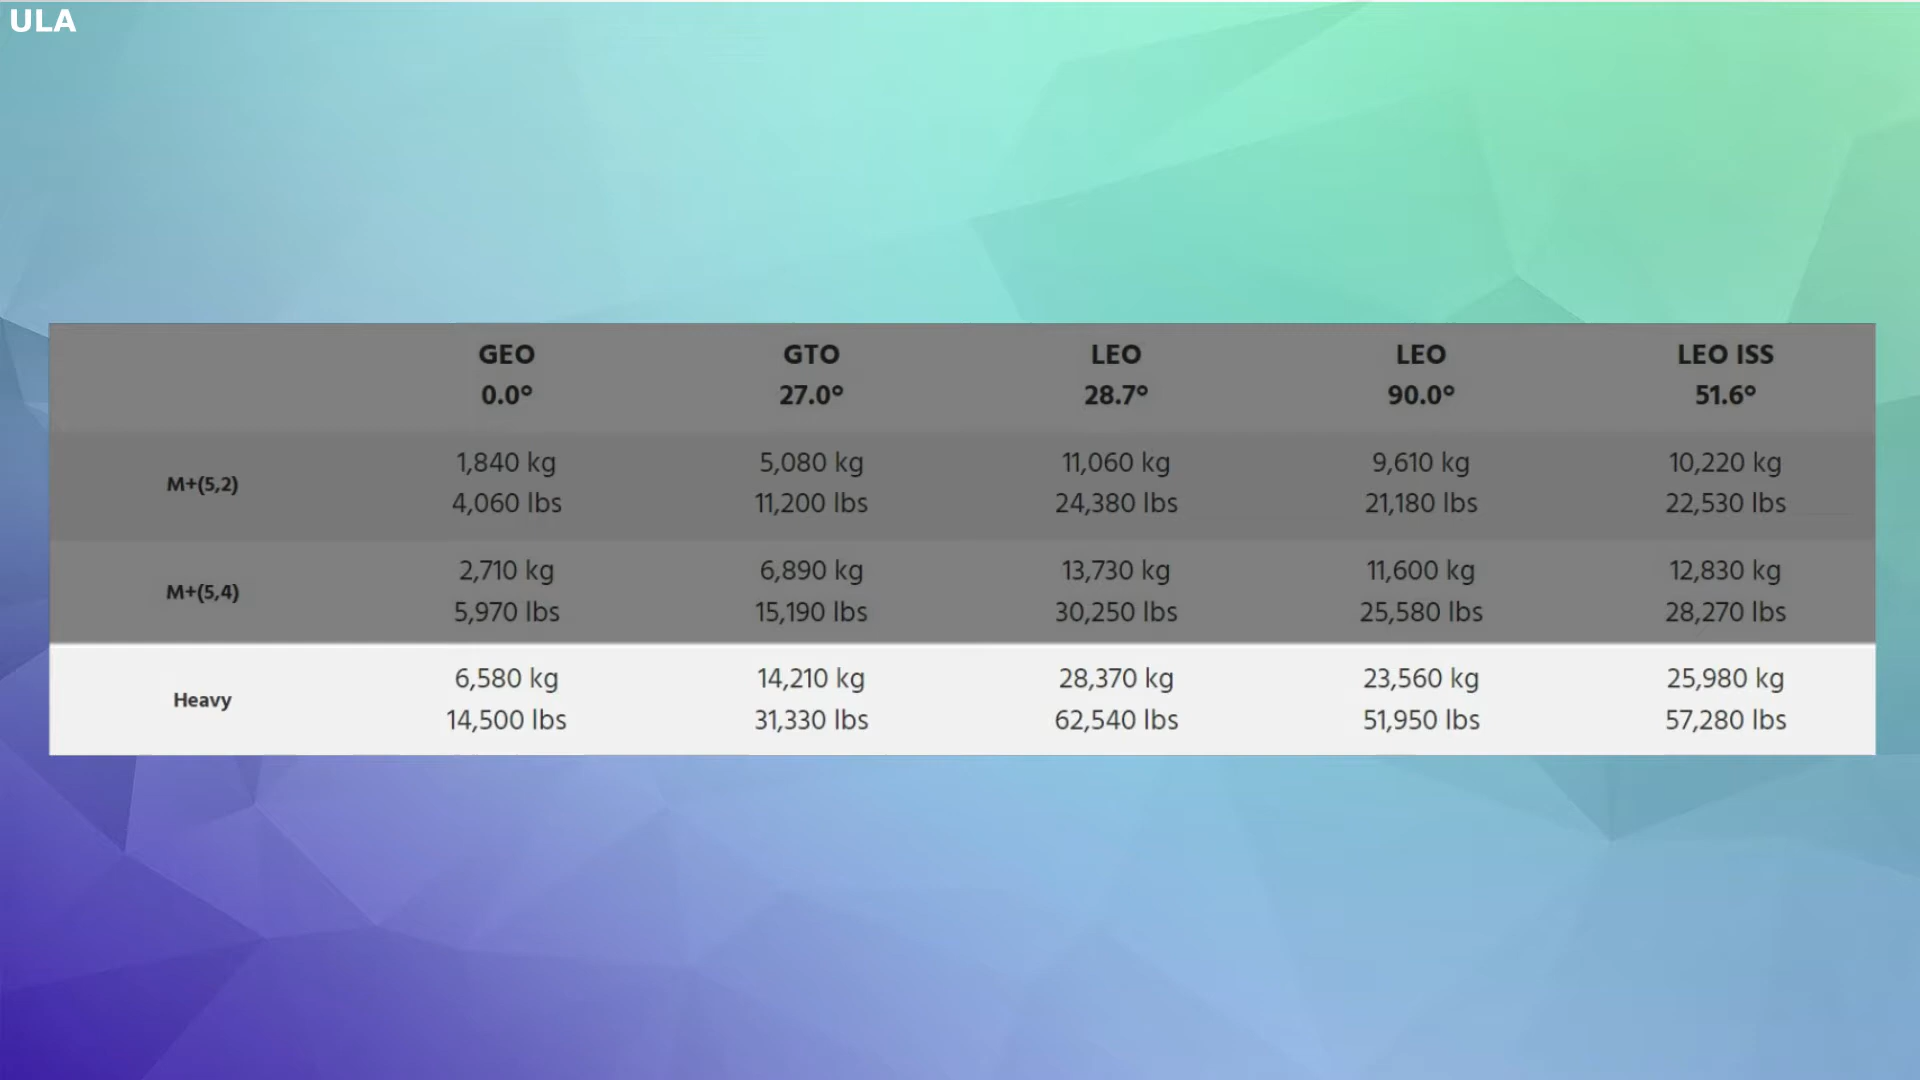 ULA
GEO GTO LEO LEO LEO ISS
0.0° 27.0° 28.7° 90.0° 51.6°
M+(5,2)
1,840 kg 5,080 kg 11,060 kg 9,610 kg 10,220 kg
4,060 lbs 11,200 lbs 24,380 lbs 21,180 lbs 22,530 lbs
M+(5,4)
2,710 kg 6,890 kg 13,730 kg 11,600 kg 12,830 kg
5,970 lbs 15,190 lbs 30,250 lbs 25,580 lbs 28,270 lbs
Heavy
6,580 kg 14,210 kg 28,370 kg 23,560 kg 25,980 kg
14,500 lbs 31,330 lbs 62,540 lbs 51,950 lbs 57,280 lbs